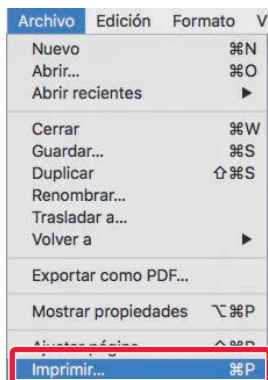 Archivo Edición Formato V
Nuevo ⌘N
Abrir... ⌘O
Abrir recientes ▶
Cerrar ⌘W
Guardar... ⌘S
Duplicar ⇧⌘S
Renombrar...
Trasladar a...
Volver a ▶
Exportar como PDF...
Mostrar propiedades ⌥⌘P
Imprimir... ⌘P